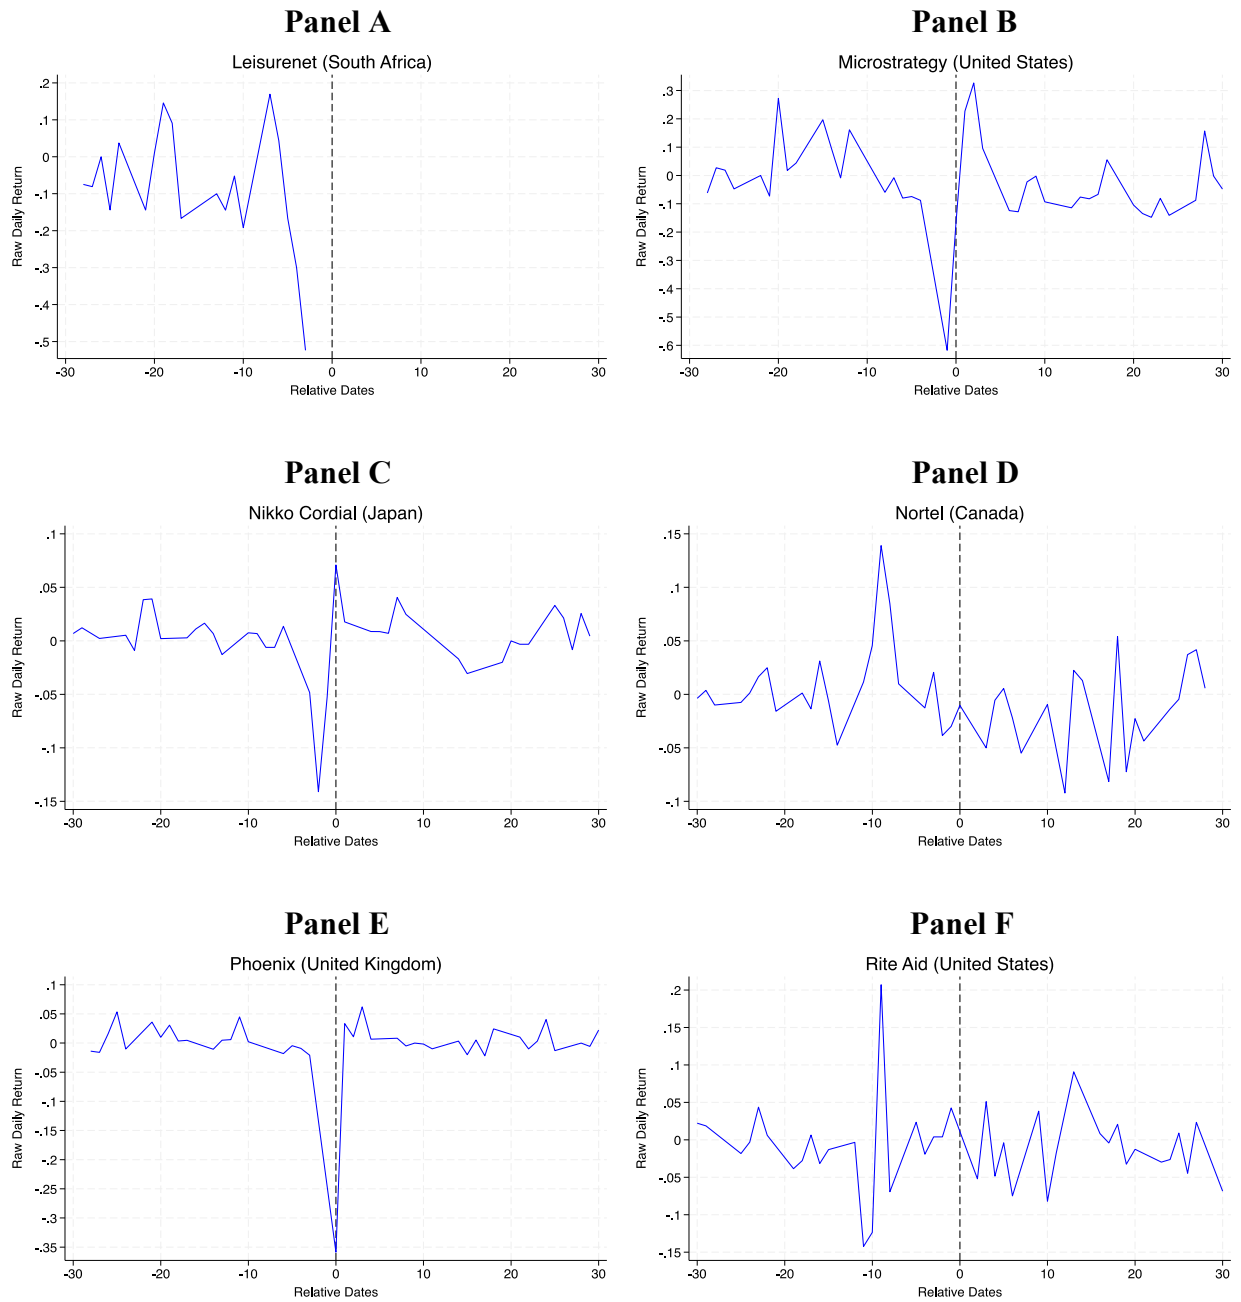 Panel A
Leisurenet (South Africa)
Raw Daily Return
.2
.1
0
-.1
-.2
-.3
-.4
-.5
-30 -20 -10 0 10 20 30
Relative Dates
Panel B
Microstrategy (United States)
Raw Daily Return
.3
.2
.1
0
-.1
-.2
-.3
-.4
-.5
-.6
-30 -20 -10 0 10 20 30
Relative Dates
Panel C
Nikko Cordial (Japan)
Raw Daily Return
.1
.05
0
-.05
-.1
-.15
-30 -20 -10 0 10 20 30
Relative Dates
Panel D
Nortel (Canada)
Raw Daily Return
.15
.1
.05
0
-.05
-.1
-30 -20 -10 0 10 20 30
Relative Dates
Panel E
Phoenix (United Kingdom)
Raw Daily Return
.1
.05
0
-.05
-.1
-.15
-.2
-.25
-.3
-.35
-30 -20 -10 0 10 20 30
Relative Dates
Panel F
Rite Aid (United States)
Raw Daily Return
.2
.15
.1
.05
0
-.05
-.1
-.15
-30 -20 -10 0 10 20 30
Relative Dates